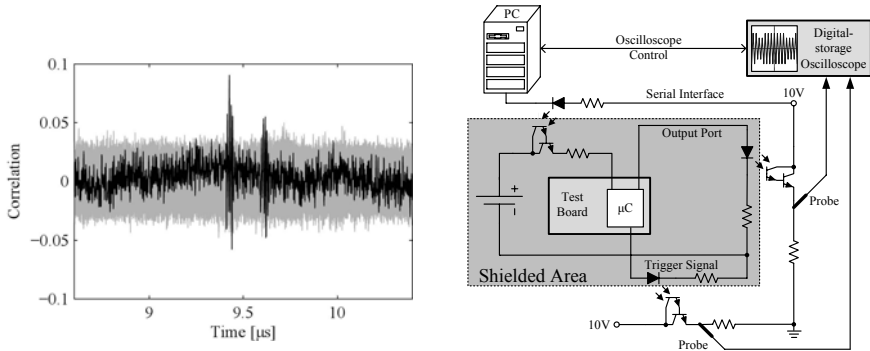 0.1
0.05
0
−0.05
−0.1
Correlation
9
9.5
10
Time [μs]
PC
Oscilloscope
Control
Digital-
storage
Oscilloscope
10V
Serial Interface
Output Port
Test
Board
μC
+
−
Probe
Shielded Area
Trigger Signal
10V
Probe